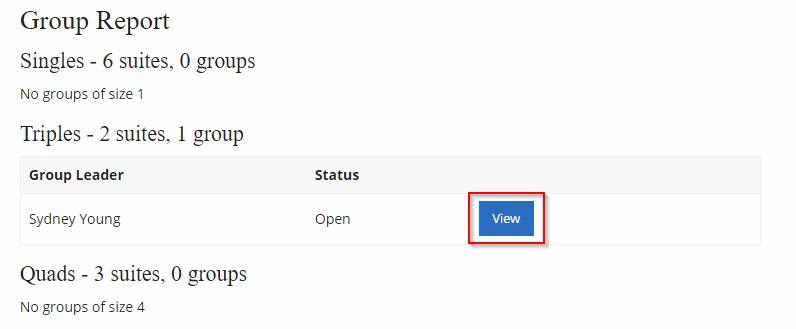 Group Report
Singles - 6 suites, 0 groups
No groups of size 1
Triples - 2 suites, 1 group
Group Leader Status
Sydney Young Open View
Quads - 3 suites, 0 groups
No groups of size 4